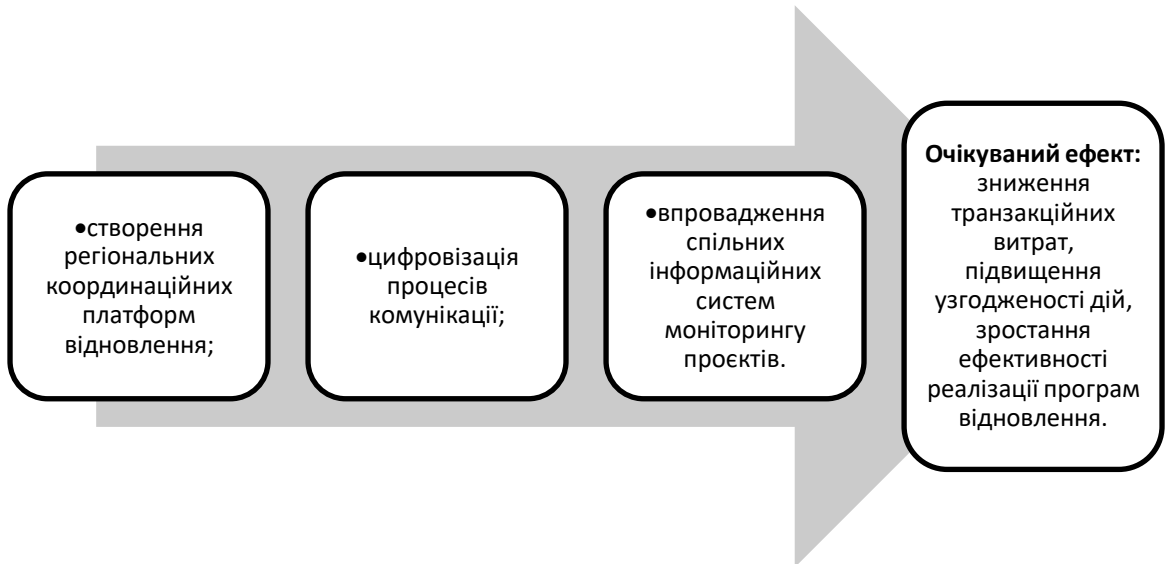 •створення
регіональних
координаційних
платформ
відновлення;
•цифровізація
процесів
комунікації;
•впровадження
спільних
інформаційних
систем
моніторингу
проєктів.
Очікуваний ефект:
зниження
транзакційних
витрат,
підвищення
узгодженості дій,
зростання
ефективності
реалізації програм
відновлення.